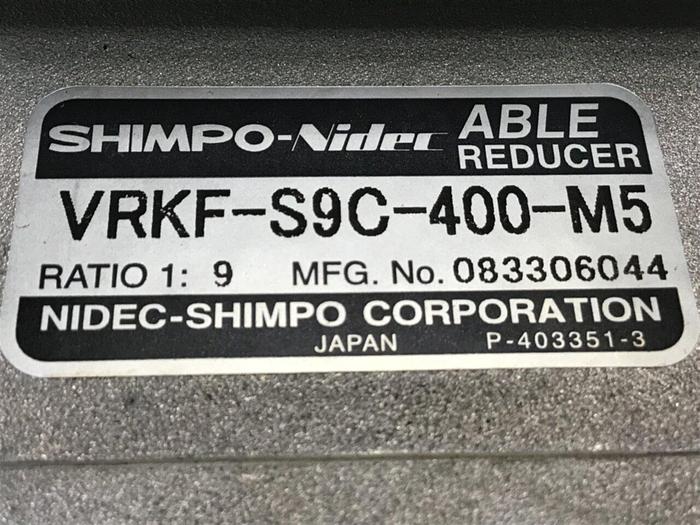 SHIMPO-Nidec ABLE REDUCER
VRKF-S9C-400-M5
RATIO 1: 9 MFG. No. 083306044
NIDEC-SHIMPO CORPORATION
JAPAN P-403351-3